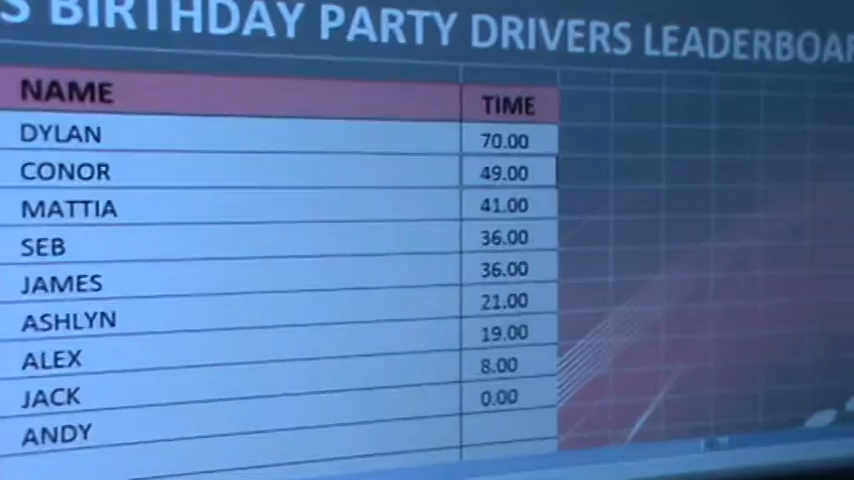 S BIRTHDAY PARTY DRIVERS
NAME TIME
DYLAN 70.00
CONOR 49.00
MATTIA 41.00
SEB 36.00
JAMES 36.00
ASHLYN 21.00
ALEX 19.00
JACK 8.00
ANDY 0.00